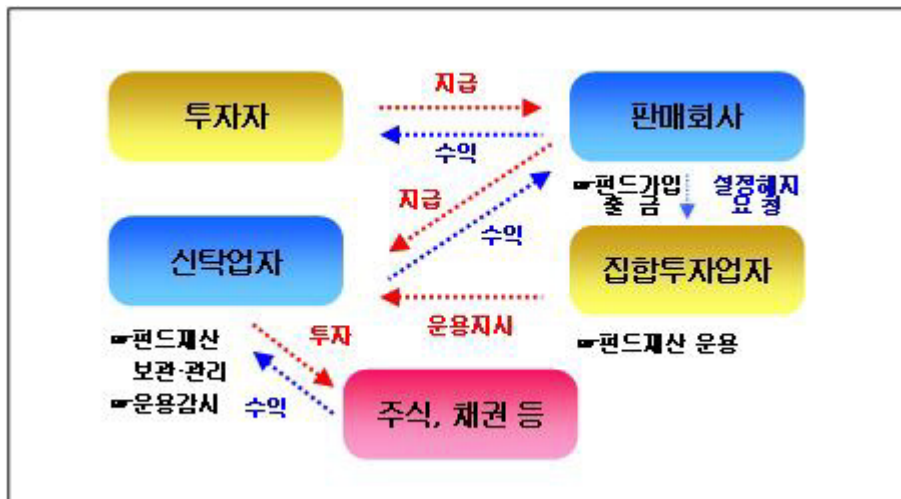 지급
투자자
판매회사
수익
☞펀드가입
출 금
설정해지
요 청
지급
수익
신탁업자
집합투자업자
운용지시
☞펀드재산
보관·관리
☞운용감시
투자
수익
☞펀드재산 운용
주식, 채권 등